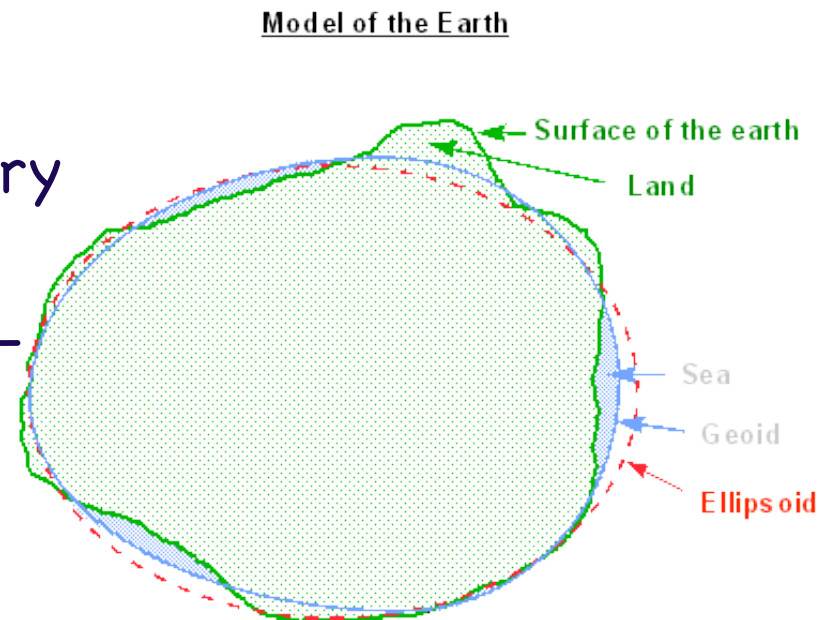 Model of the Earth
ry
Surface of the earth
Land
Sea
Geoid
Ellipsoid